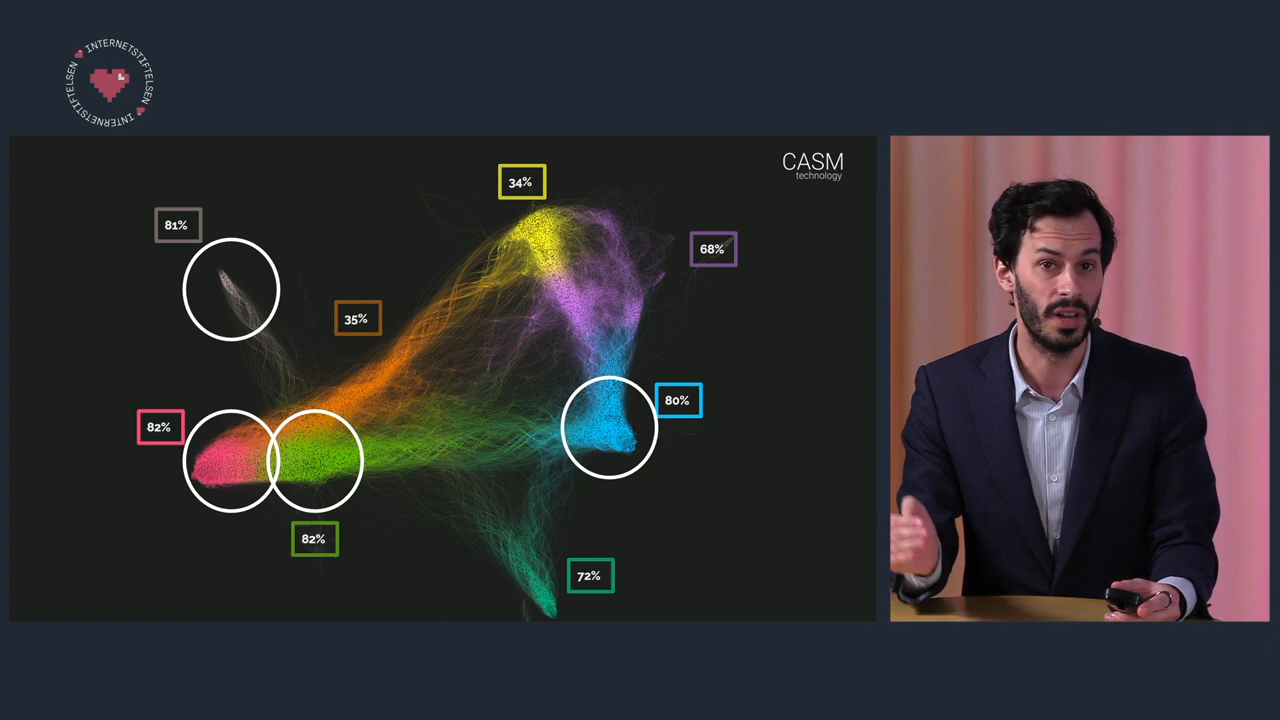 INTERNETSTIFTELSEN
INTERNETSTIFTELSEN
CASM
technology
34%
81%
68%
35%
80%
82%
82%
72%